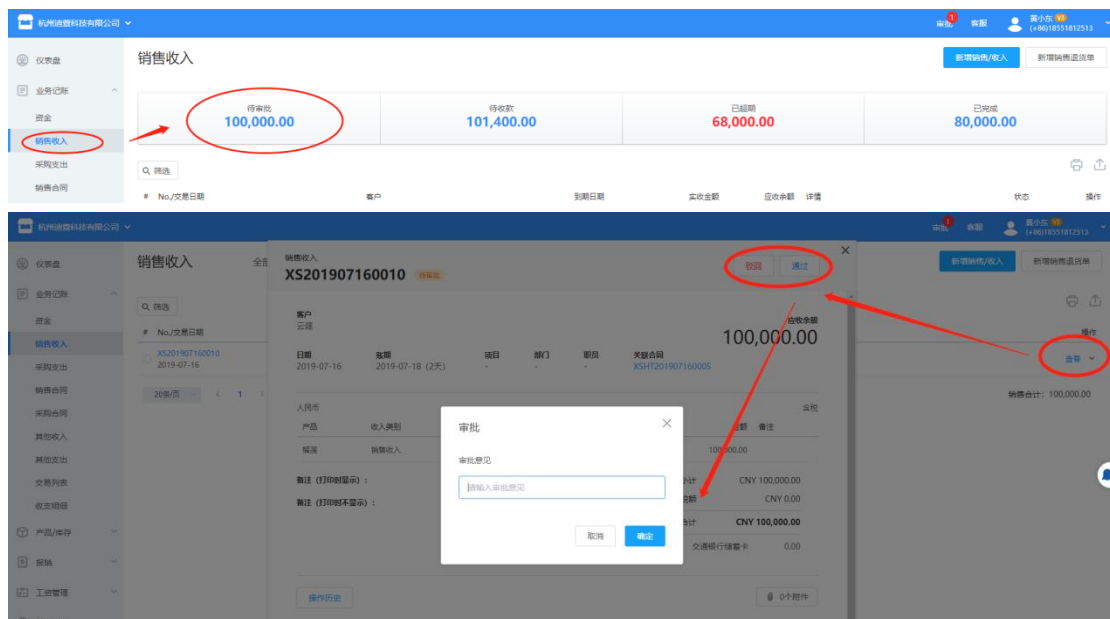 杭州迪登科技有限公司
审批 1 客服 黄小东 V3
(+86)18551812513
仪表盘
业务记账
资金
销售收入
采购支出
销售合同
销售收入
新增销售/收入 新增销售退货单
待审批 待收款 已超期 已完成
100,000.00 101,400.00 68,000.00 80,000.00
筛选
# No./交易日期 客户 到期日期 实收金额 应收余额 详情 状态 操作
审批 1 客服 黄小东 V3
(+86)18551812513
仪表盘
业务记账
资金
销售收入
采购支出
销售合同
采购合同
其他收入
其他支出
交易列表
收支明细
产品/库存
报销
工资管理
销售收入
新增销售/收入 新增销售退货单
筛选
# No./交易日期 操作
XS201907160010
2019-07-16
查看
20条/页 1
销售合计: 100,000.00
销售收入
XS201907160010 待审批
驳回 通过
客户 应收余额
100,000.00
日期 账期 项目 部门 职员 关联合同
2019-07-16 2019-07-18 (2天) - - - XSHT201907160005
人民币 含税
产品 收入类别 金额 备注
销售收入 100,000.00
备注 (打印时显示) :
备注 (打印时不显示) :
小计 CNY 100,000.00
税额 CNY 0.00
合计 CNY 100,000.00
交通银行储蓄卡 0.00
操作历史 0个附件
审批
审批意见
请输入审批意见
取消 确定